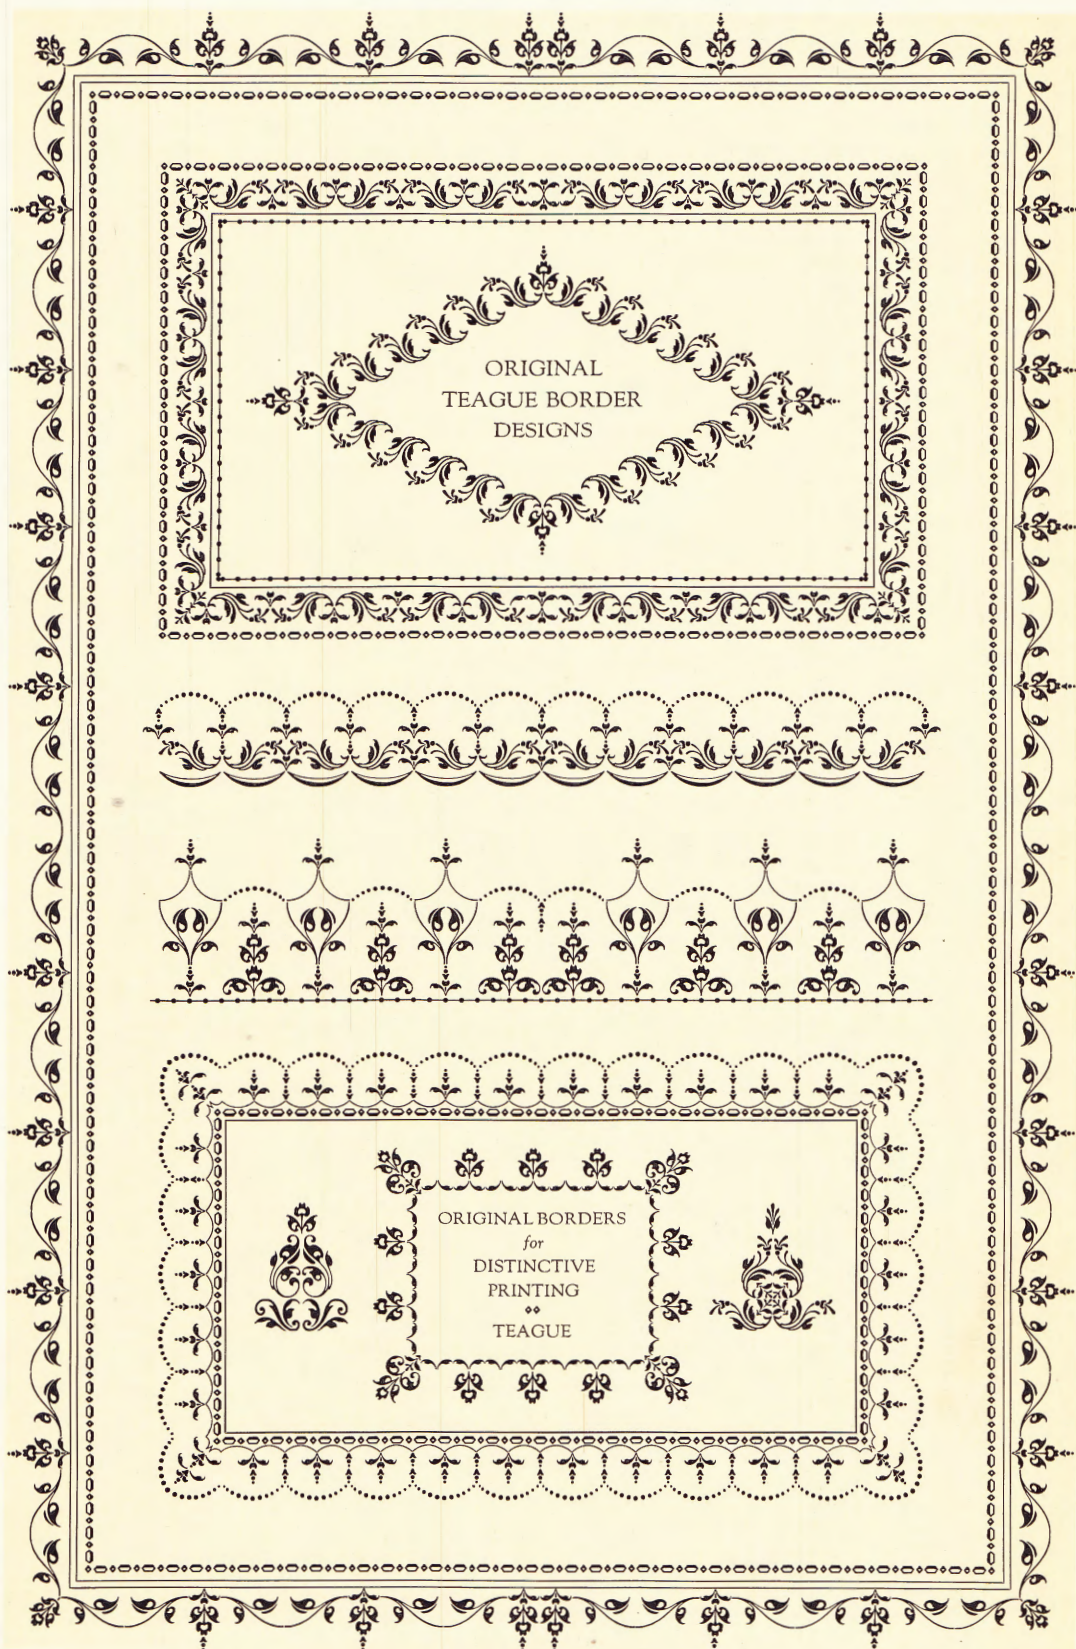 ORIGINAL
TEAGUE BORDER
DESIGNS
ORIGINAL BORDERS
for
DISTINCTIVE
PRINTING
TEAGUE